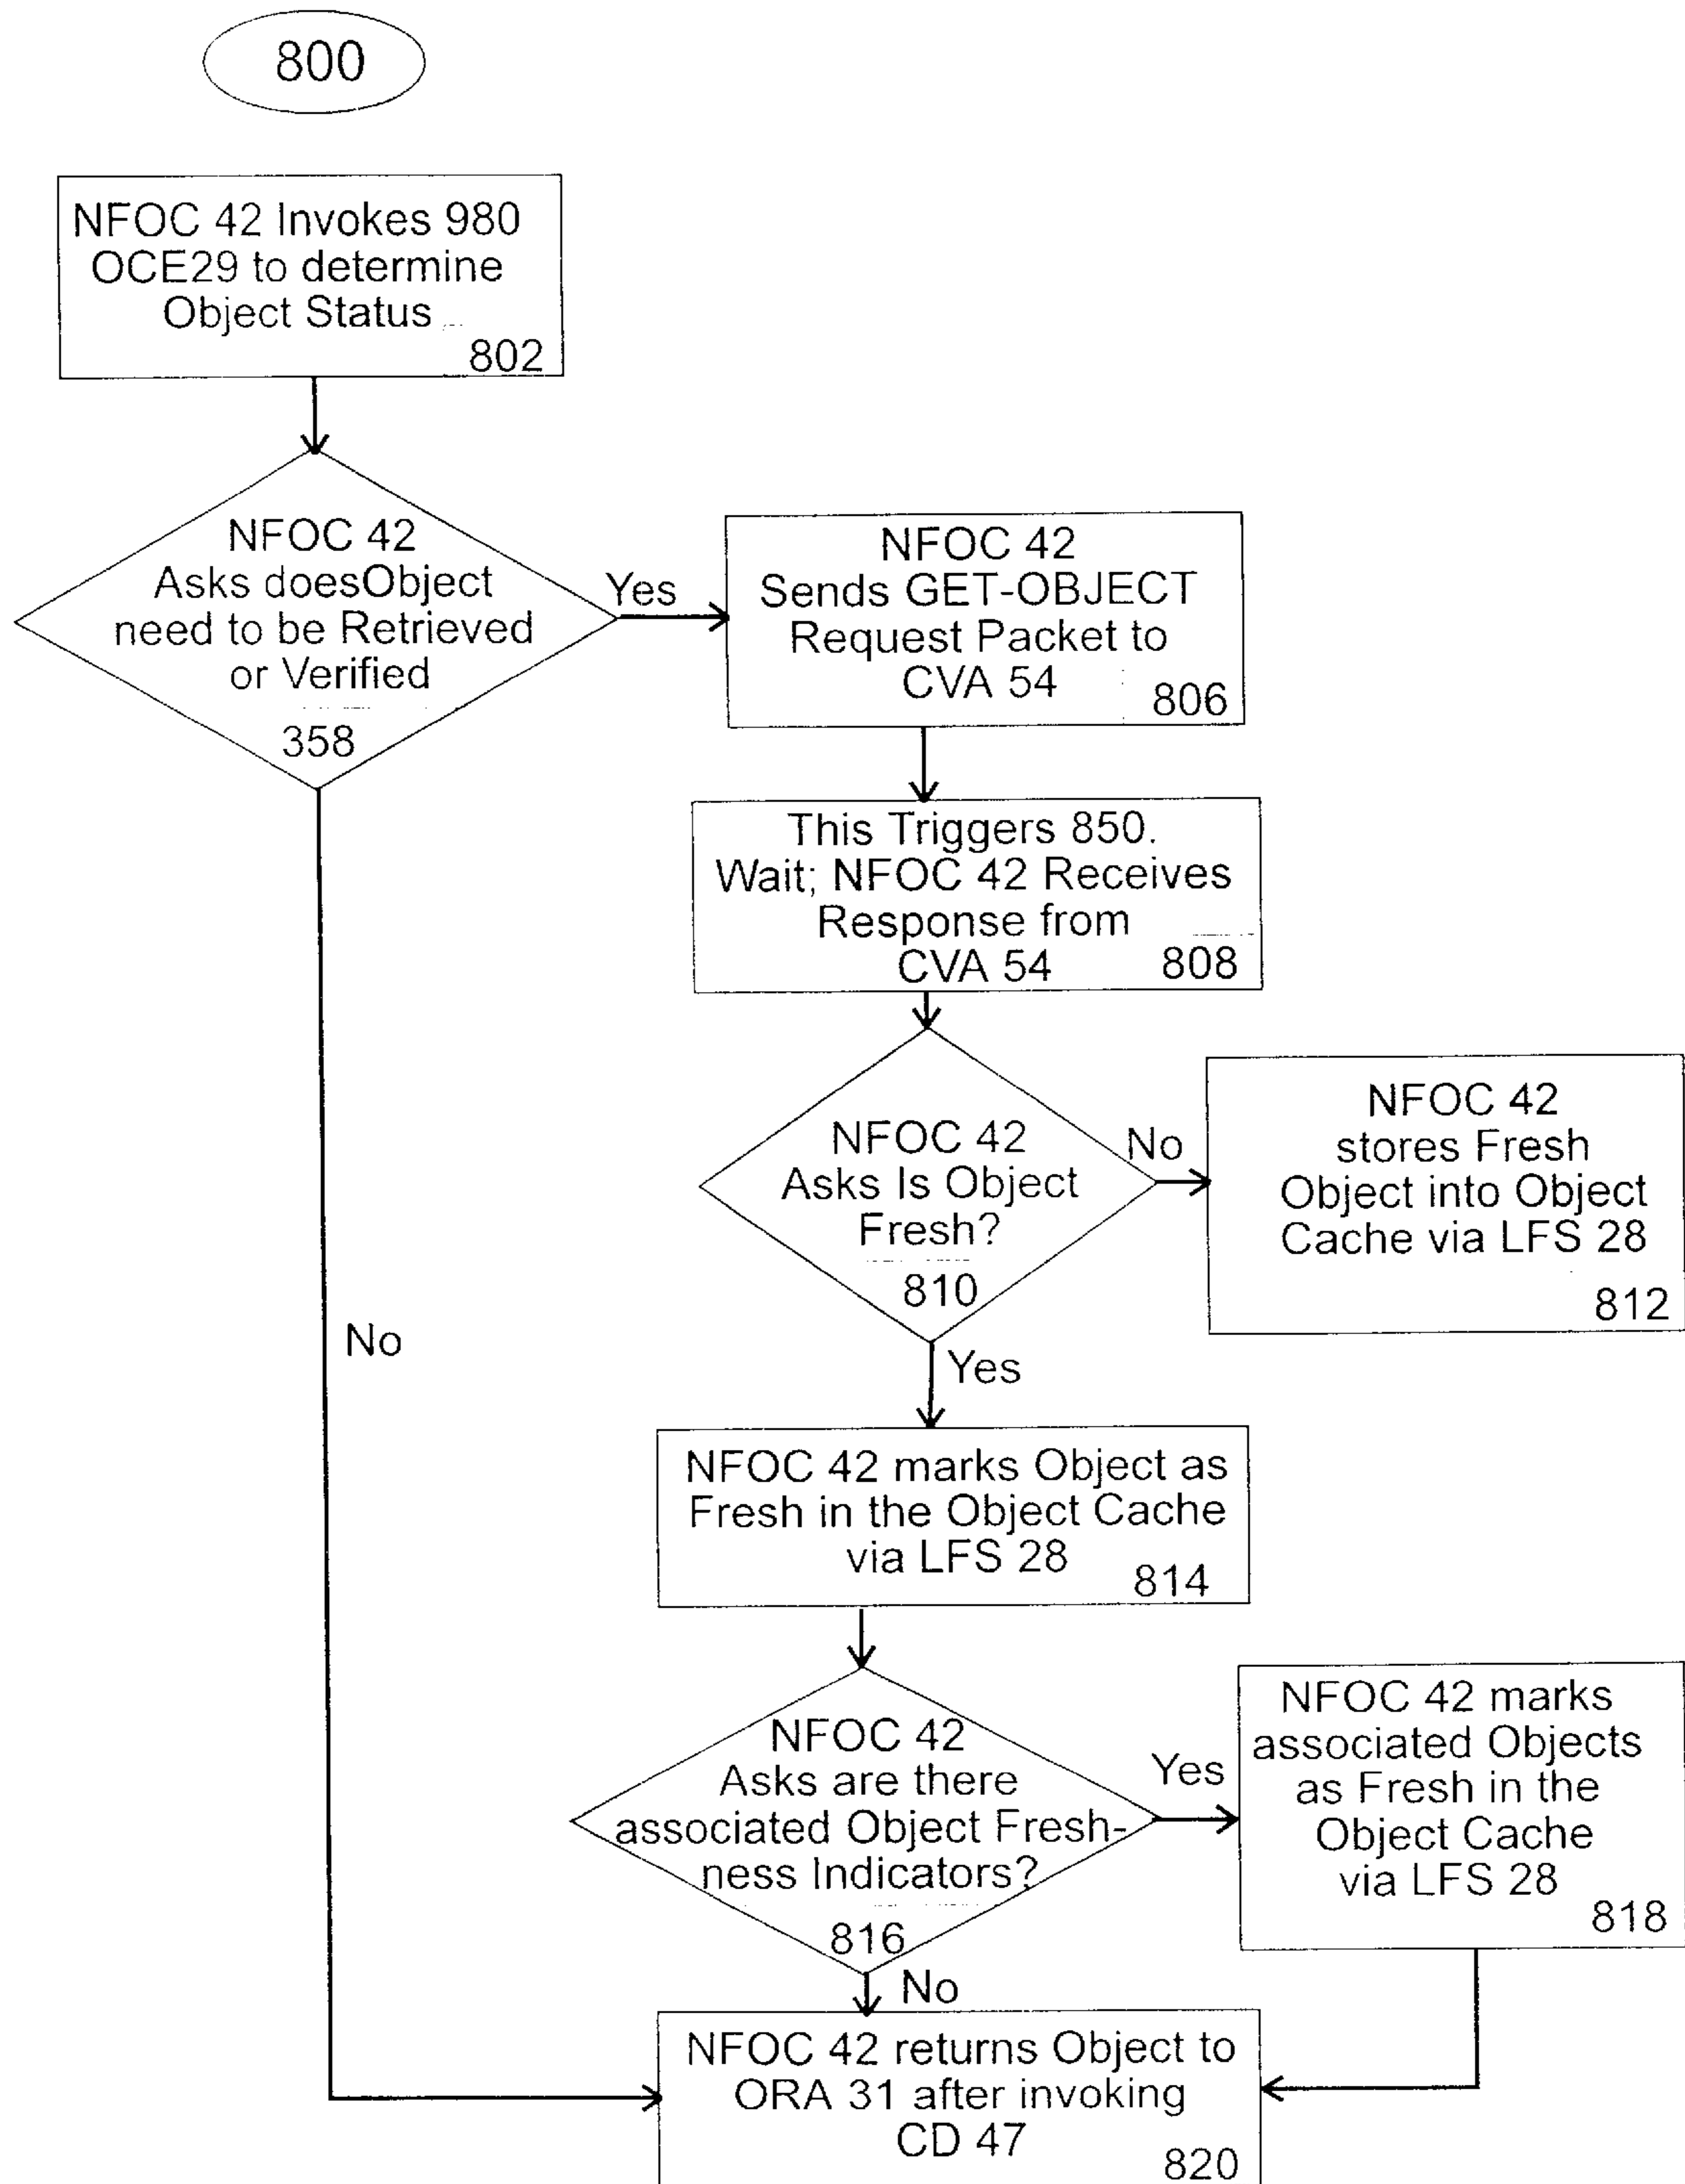 800
NFOC 42 Invokes 980
OCE29 to determine
Object Status
802
NFOC 42
Asks doesObject
need to be Retrieved
or Verified
358
Yes
NFOC 42
Sends GET-OBJECT
Request Packet to
CVA 54
806
This Triggers 850.
Wait; NFOC 42 Receives
Response from
CVA 54
808
NFOC 42
Asks Is Object
Fresh?
810
No
NFOC 42
stores Fresh
Object into Object
Cache via LFS 28
812
No
Yes
NFOC 42 marks Object as
Fresh in the Object Cache
via LFS 28
814
NFOC 42
Asks are there
associated Object Fresh-
ness Indicators?
816
Yes
NFOC 42 marks
associated Objects
as Fresh in the
Object Cache
via LFS 28
818
No
NFOC 42 returns Object to
ORA 31 after invoking
CD 47
820